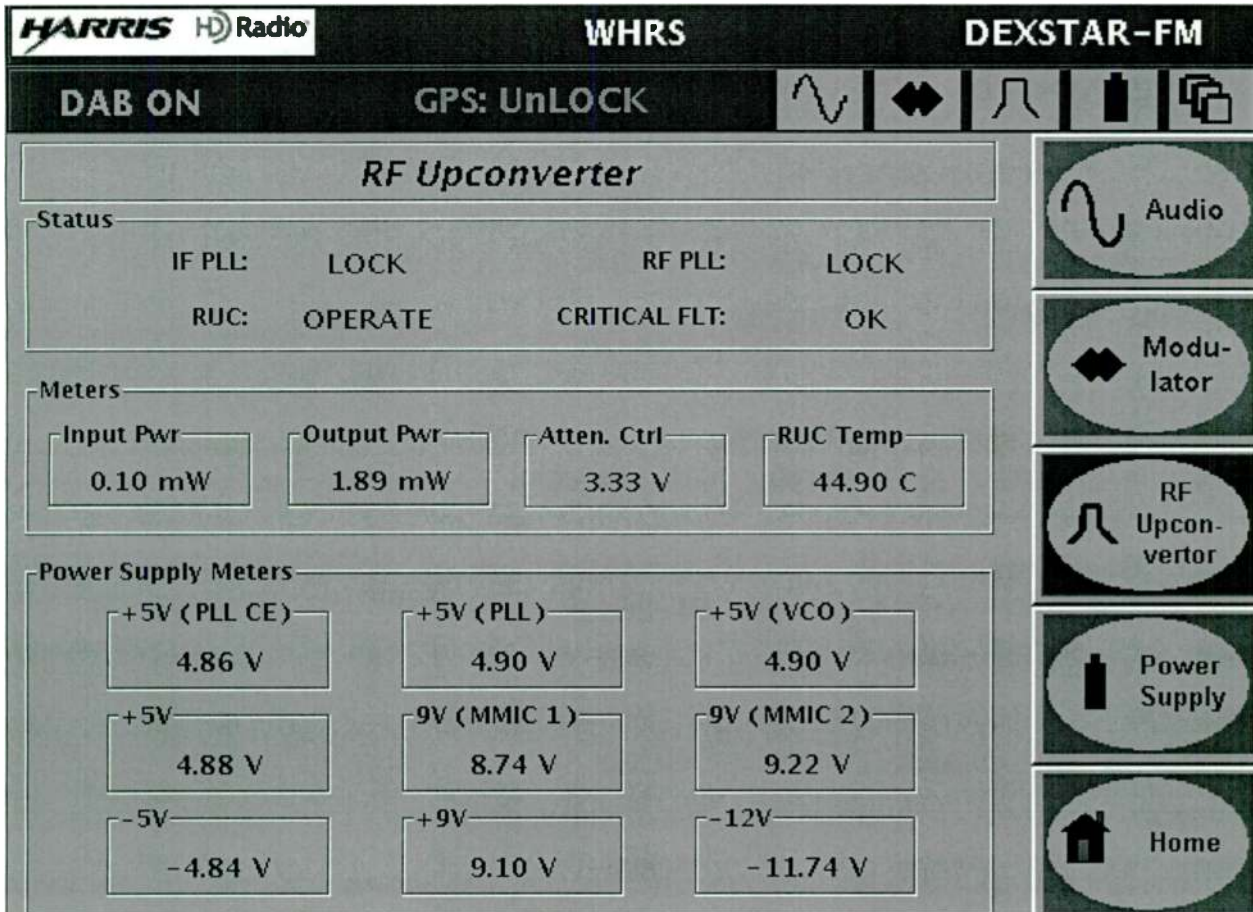 HARRIS HD Radio WHRS DEXSTAR-FM
DAB ON GPS: UnLOCK
RF Upconverter
Status
IF PLL: LOCK RF PLL: LOCK
RUC: OPERATE CRITICAL FLT: OK
Meters
Input Pwr Output Pwr Atten. Ctrl RUC Temp
0.10 mW 1.89 mW 3.33 V 44.90 C
Power Supply Meters
+5V (PLL CE) +5V (PLL) +5V (VCO)
4.86 V 4.90 V 4.90 V
+5V 9V (MMIC 1) 9V (MMIC 2)
4.88 V 8.74 V 9.22 V
-5V +9V -12V
-4.84 V 9.10 V -11.74 V
Audio
Modu-
lator
RF
Upcon-
vertor
Power
Supply
Home